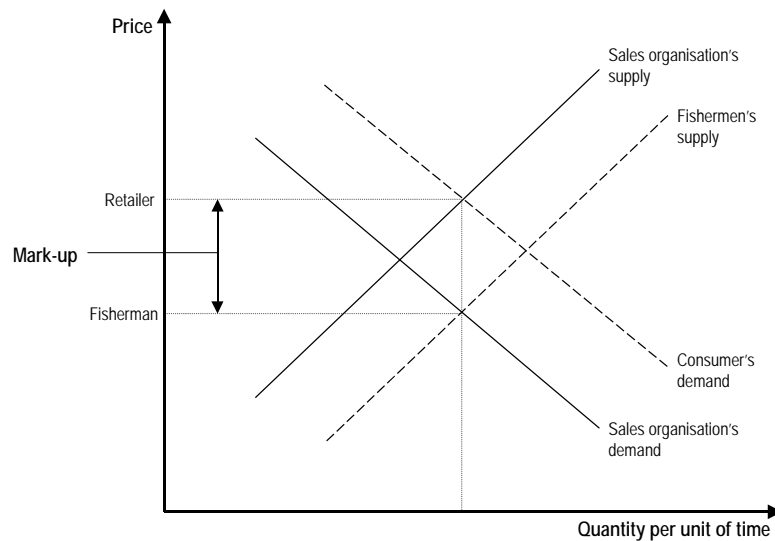 Price
Sales organisation's
supply
Fishermen's
supply
Retailer
Mark-up
Fisherman
Consumer's
demand
Sales organisation's
demand
Quantity per unit of time